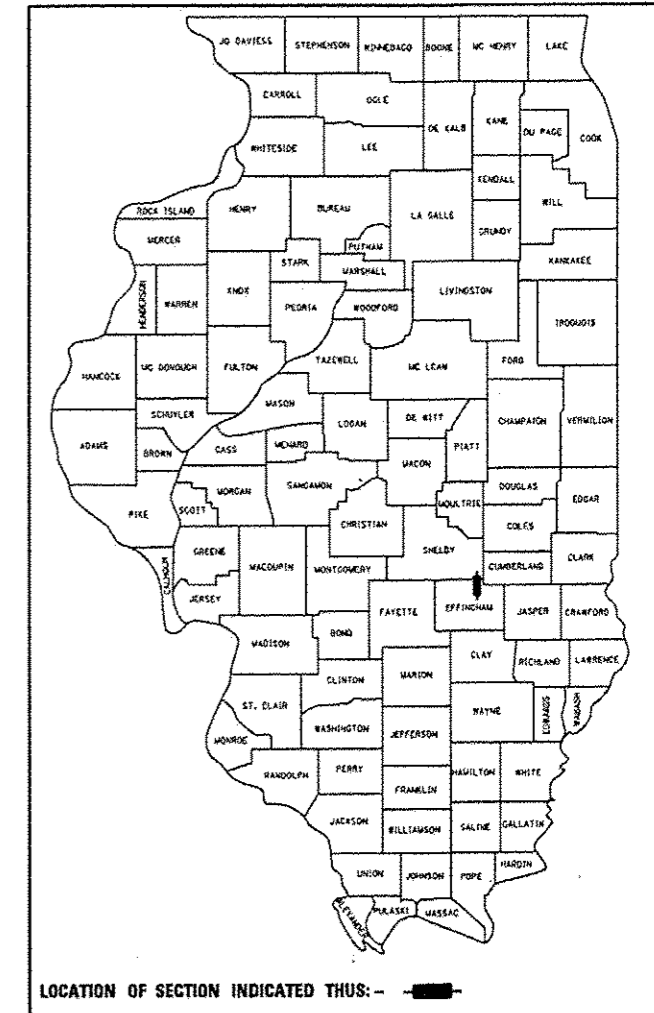 JO DAVIESS STEPHENSON WINNEBAGO BOONE MC HENRY LAKE
CARROLL OGLE DE KALB KANE DU PAGE COOK
WHITESIDE LEE KENDALL WILL
ROCK ISLAND HENRY BUREAU LA SALLE GRUNDY
MERCER PUTNAM KANKAKEE
HENDERSON WARREN KNOX STARK MARSHALL LIVINGSTON
PEORIA WOODFORD IROQUOIS
HANCOCK MC DONOUGH FULTON TAZEWELL MC LEAN FORD
SCHUYLER MASON LOGAN DE WITT CHAMPAIGN VERMILION
ADAMS BROWN CASS MENARD PIATT
MACON
PIKE SCOTT MORGAN SANGAMON MOULTRIE DOUGLAS EDGAR
CHRISTIAN COLES
CALHOUN GREENE MACOUPIN MONTGOMERY SHELBY CUMBERLAND CLARK
JERSEY FAYETTE EFFINGHAM JASPER CRAWFORD
MADISON BOND CLAY RICHLAND LAWRENCE
CLINTON MARION
ST. CLAIR WAYNE EDWARDS WABASH
MONROE WASHINGTON JEFFERSON
RANDOLPH PERRY HAMILTON WHITE
FRANKLIN
JACKSON WILLIAMSON SALINE GALLATIN
UNION JOHNSON POPE HARDIN
ALEXANDER PULASKI MASSAC
LOCATION OF SECTION INDICATED THUS: -